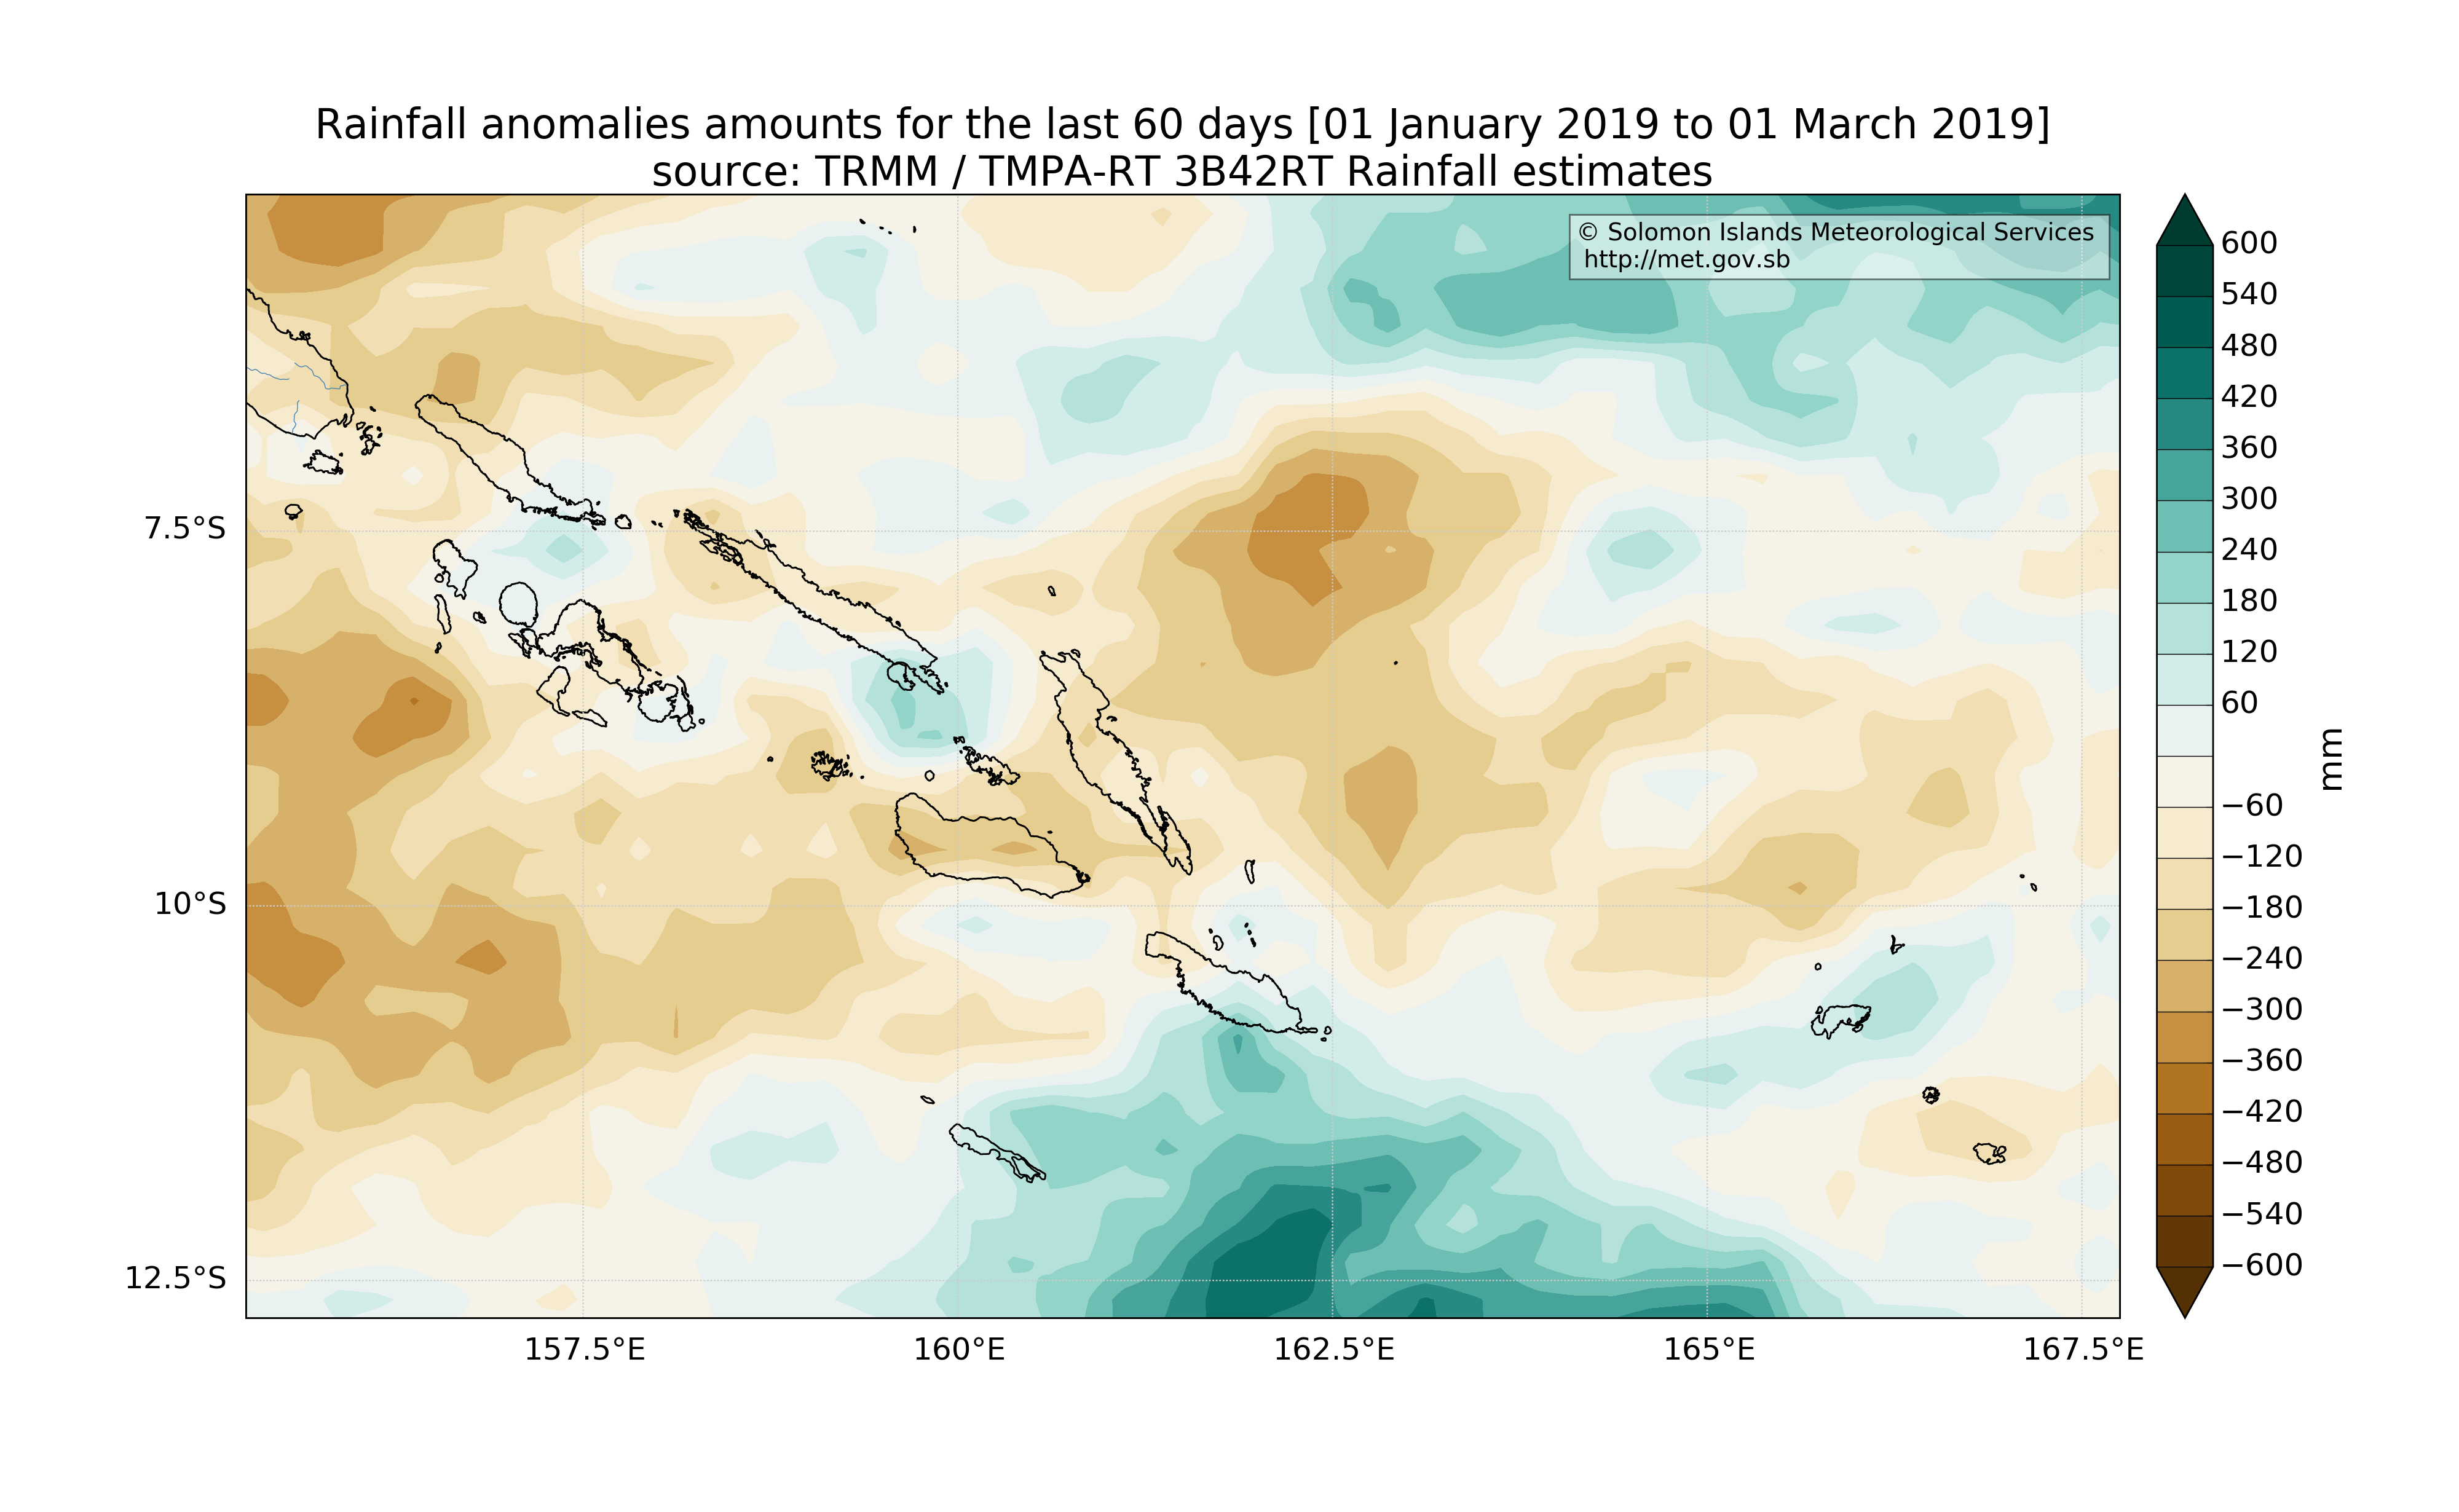 Rainfall anomalies amounts for the last 60 days [01 January 2019 to 01 March 2019]
source: TRMM / TMPA-RT 3B42RT Rainfall estimates
© Solomon Islands Meteorological Services
http://met.gov.sb
7.5°S
10°S
12.5°S
157.5°E
160°E
162.5°E
165°E
167.5°E
600
540
480
420
360
300
240
180
120
60
−60
−120
−180
−240
−300
−360
−420
−480
−540
−600
mm